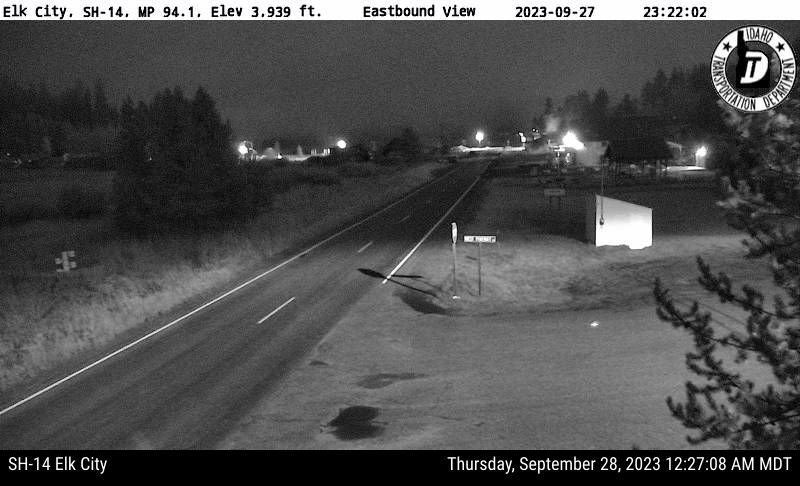 Elk City, SH-14, MP 94.1, Elev 3,939 ft. Eastbound View 2023-09-27 23:22:02
IDAHO
TRANSPORTATION DEPARTMENT
SH-14 Elk City Thursday, September 28, 2023 12:27:08 AM MDT